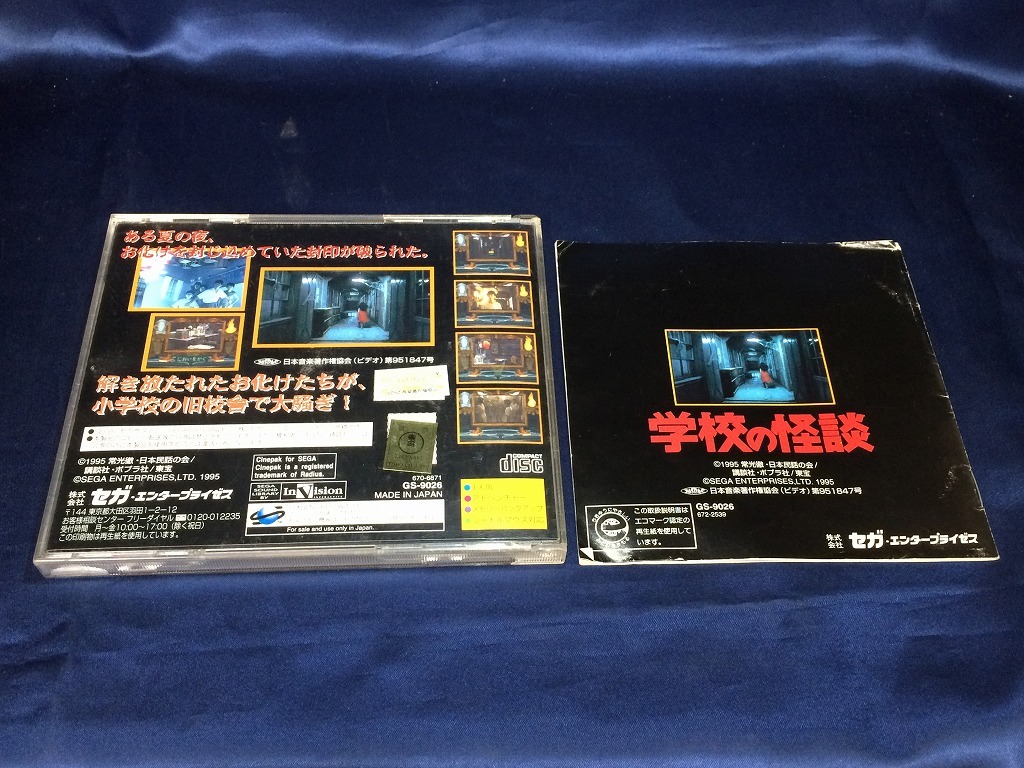 ある夏の夜、
お化けを封じ込めていた封印が破られた。
日本音楽著作権協会(ビデオ)第951847号
解き放たれたお化けたちが、
小学校の旧校舎で大騒ぎ!
©1995 常光徹・日本民話の会/
講談社・ポプラ社/東宝
©SEGA ENTERPRISES,LTD. 1995
株式会社 セガ・エンタープライゼス
〒144 東京都大田区羽田1-2-12
お客様相談センター フリーダイヤル 0120-012235
受付時間 月〜金10:00〜17:00(除く祝日)
この印刷物は再生紙を使用しています。
Cinepak for SEGA
Cinepak is a registered
trademark of Radius.
SEGA SOUND LIBRARY BY
InVision
For sale and use only in Japan.
670-6871
GS-9026
MADE IN JAPAN
COMPACT
disc
学校の怪談
©1995 常光徹・日本民話の会/
講談社・ポプラ社/東宝
©SEGA ENTERPRISES,LTD. 1995
日本音楽著作権協会(ビデオ)第951847号
GS-9026
672-2539
この取扱説明書は
エコマーク認定の
再生紙を使用して
います。
株式会社 セガ・エンタープライゼス